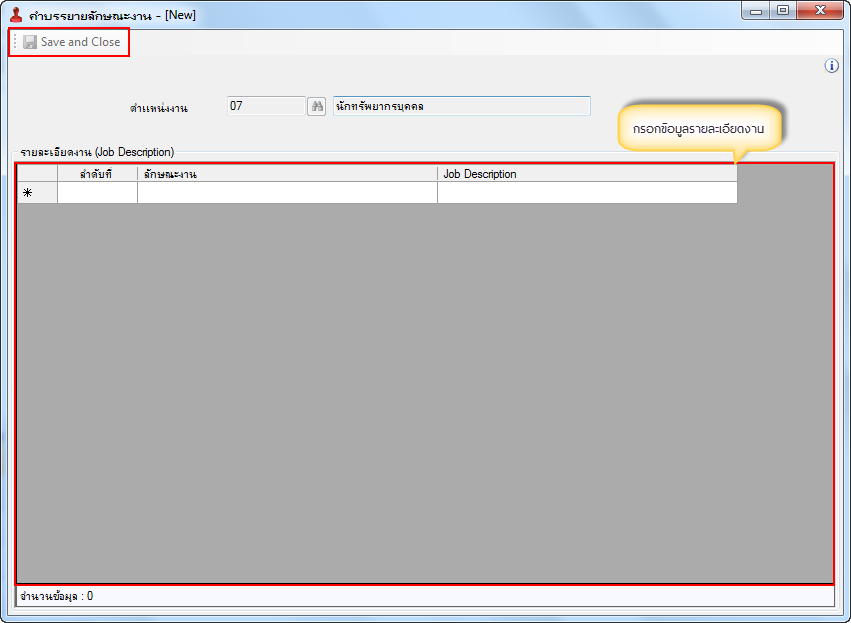 คำบรรยายลักษณะงาน - [New]
Save and Close
ตำแหน่งงาน 07 นักทรัพยากรบุคคล
กรอกข้อมูลรายละเอียดงาน
รายละเอียดงาน (Job Description)
ลำดับที่ ลักษณะงาน Job Description
จำนวนข้อมูล : 0